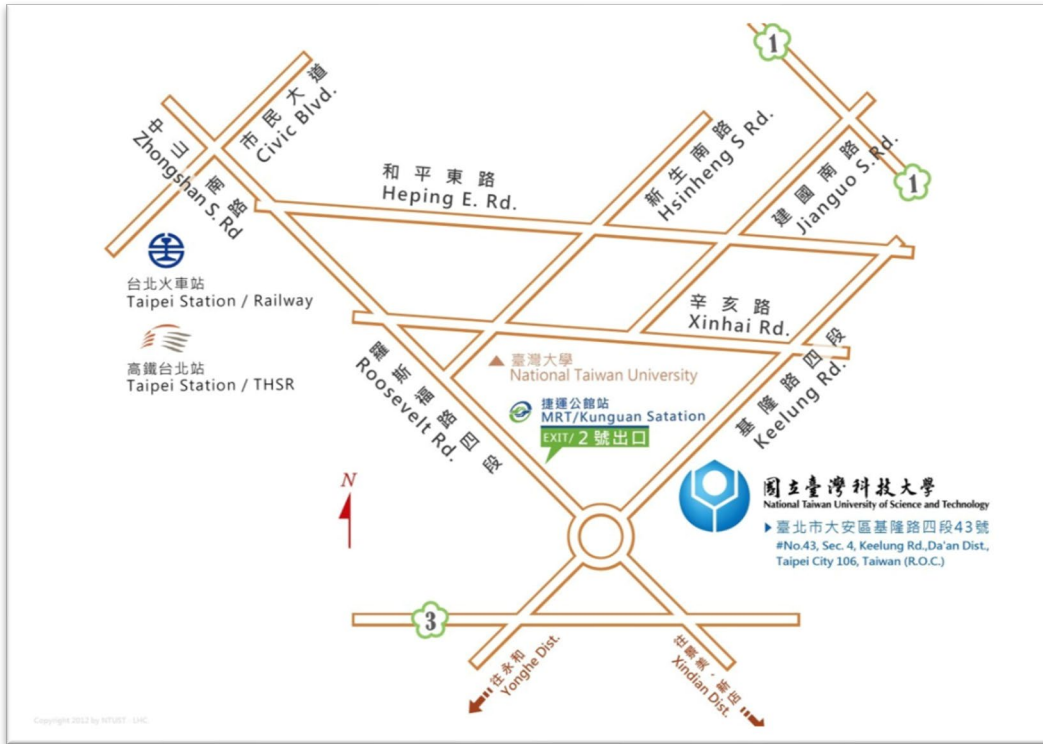 1
市民大道
Civic Blvd.
中山南路
Zhongshan S. Rd
和平東路
Heping E. Rd.
新生南路
Hsinheng S Rd.
建國南路
Jianguo S. Rd.
1
台北火車站
Taipei Station / Railway
高鐵台北站
Taipei Station / THSR
辛亥路
Xinhai Rd.
羅斯福路四段
Roosevelt Rd.
臺灣大學
National Taiwan University
捷運公館站
MRT/Kunguan Satation
EXIT/ 2 號出口
基隆路四段
Keelung Rd.
N
國立臺灣科技大學
National Taiwan University of Science and Technology
臺北市大安區基隆路四段43號
#No.43, Sec. 4, Keelung Rd.,Da'an Dist.,
Taipei City 106, Taiwan (R.O.C.)
3
往永和
Yonghe Dist.
往景美、新店
Xindian Dist.
Copyright 2012 by NTUST - LHC